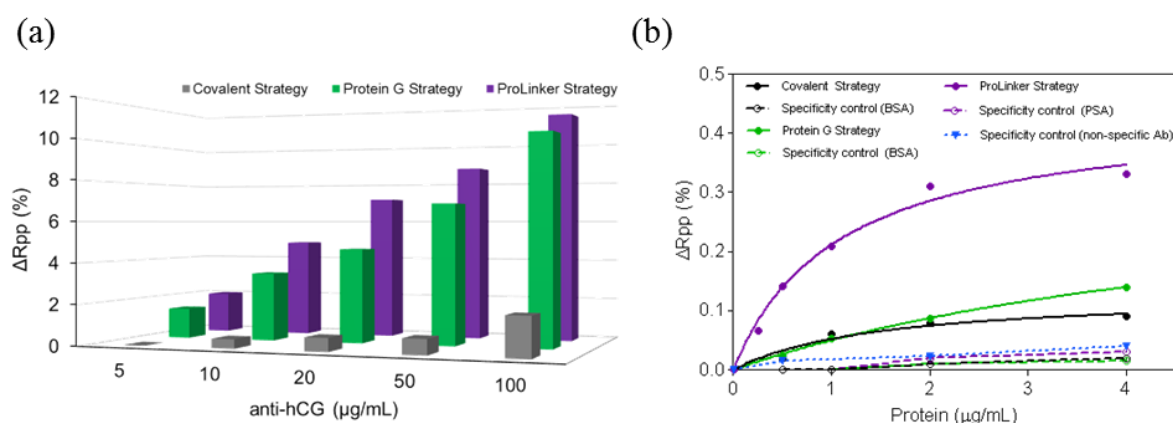 (a)
Covalent Strategy Protein G Strategy ProLinker Strategy
12
10
8
6
4
2
0
ΔRpp (%)
5 10 20 50 100
anti-hCG (μg/mL)
(b)
0.5
0.4
0.3
0.2
0.1
0.0
ΔRpp (%)
Covalent Strategy
Specificity control (BSA)
Protein G Strategy
Specificity control (BSA)
ProLinker Strategy
Specificity control (PSA)
Specificity control (non-specific Ab)
0 1 2 3 4
Protein (μg/mL)